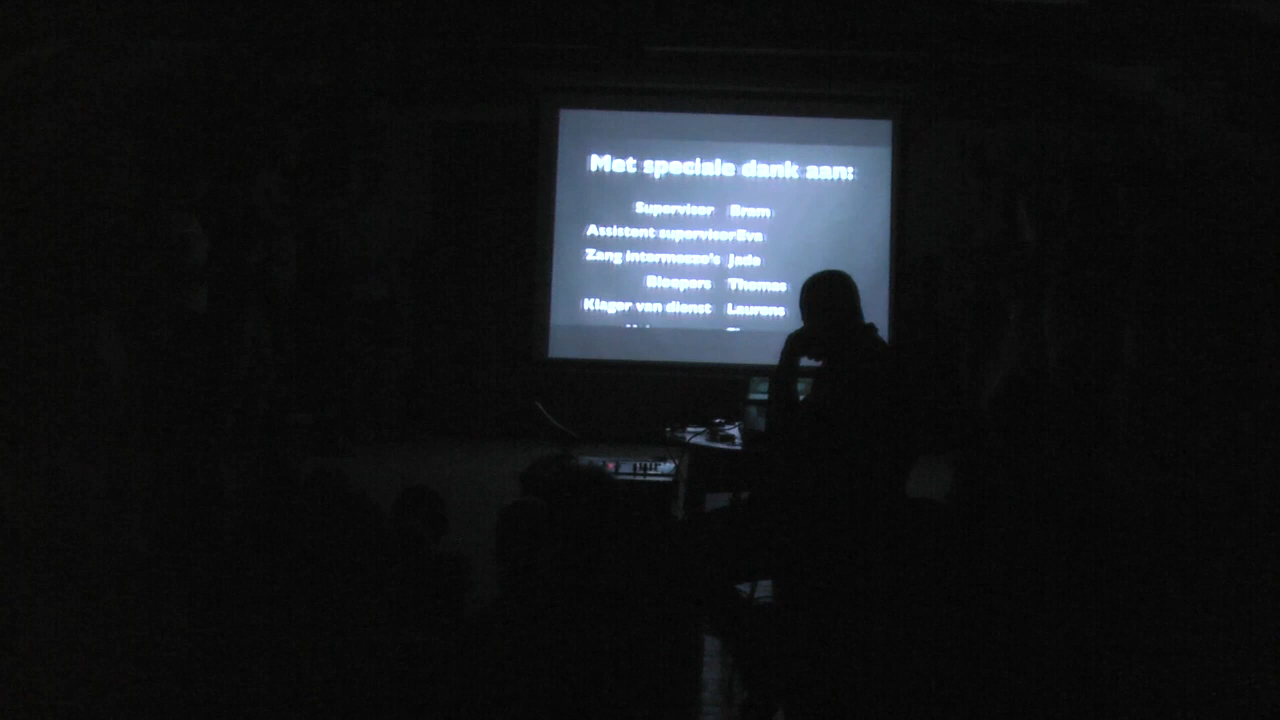 Met speciale dank aan:
Supervisor Bram
Assistent supervisor Eva
Zang intermezzo's Jade
Bloopers Thomas
Klager van dienst Laurens